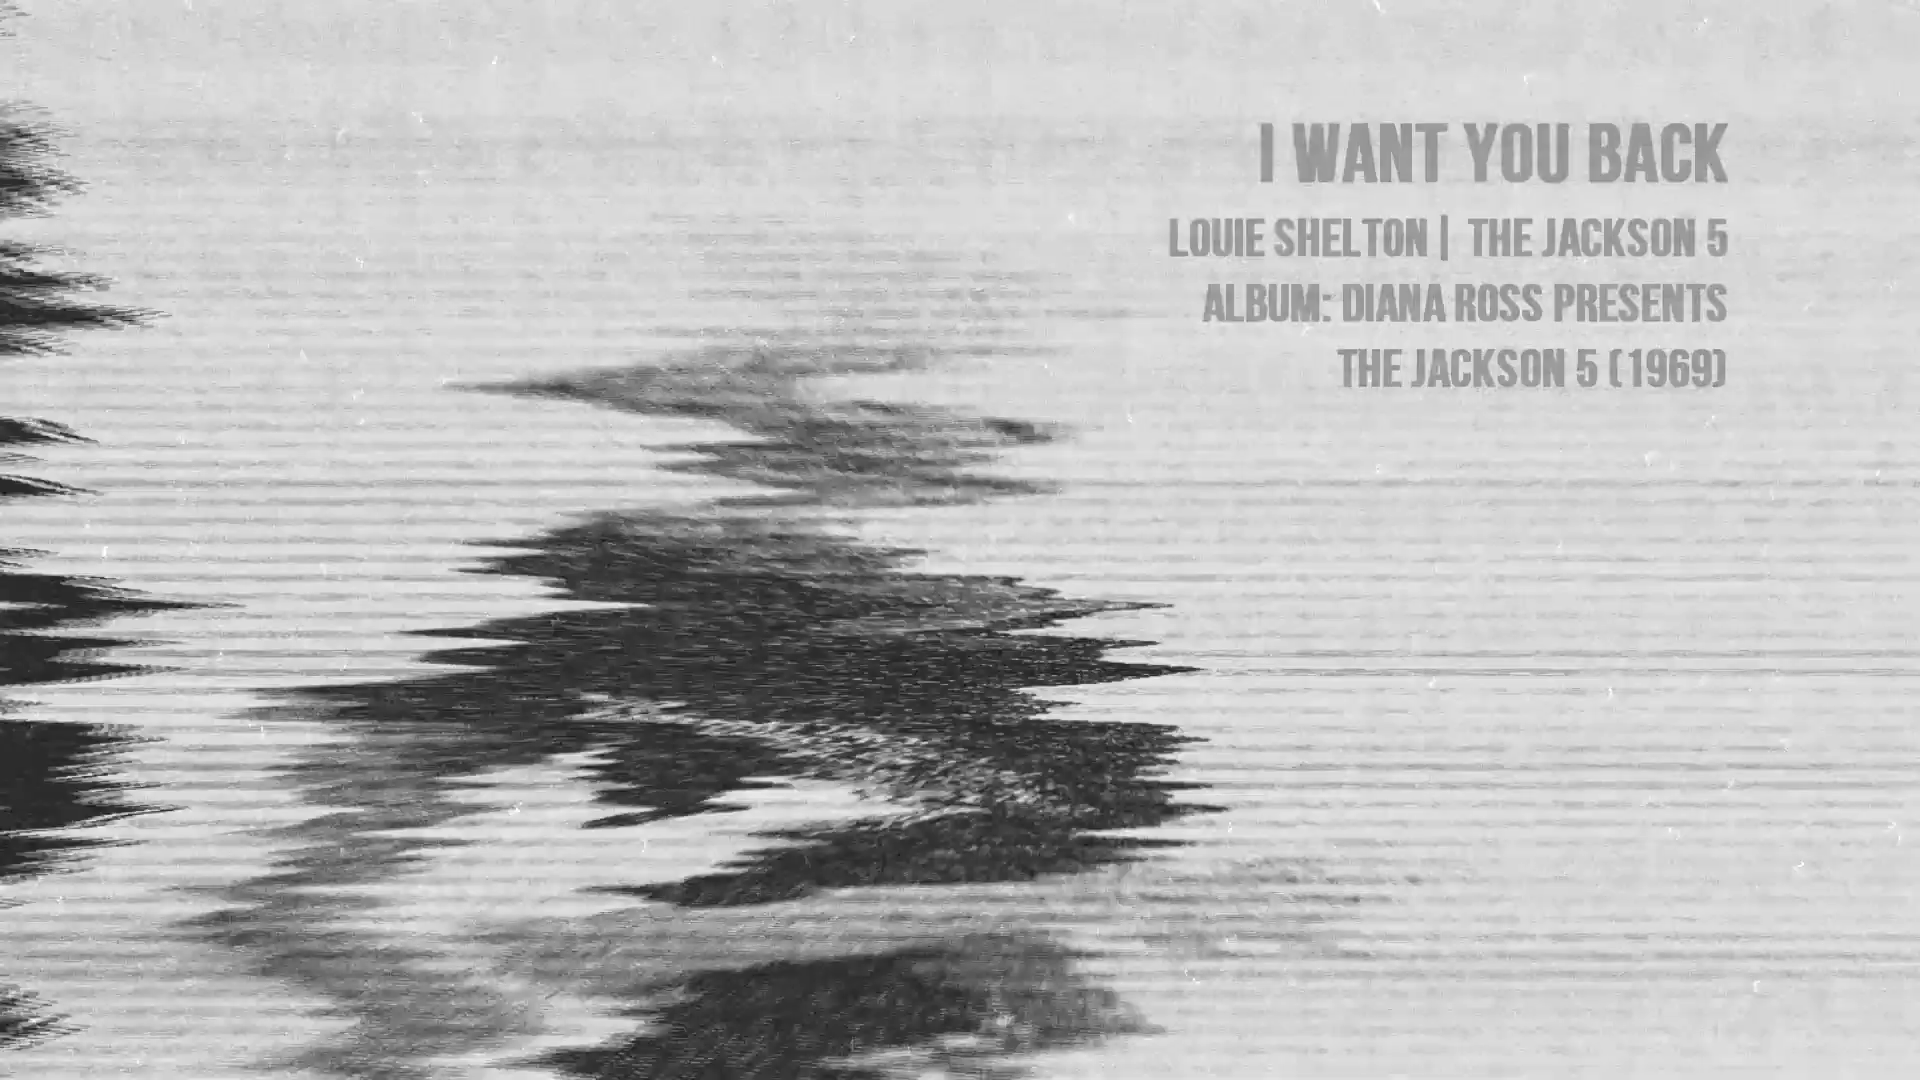 I WANT YOU BACK
LOUIE SHELTON | THE JACKSON 5
ALBUM: DIANA ROSS PRESENTS
THE JACKSON 5 (1969)